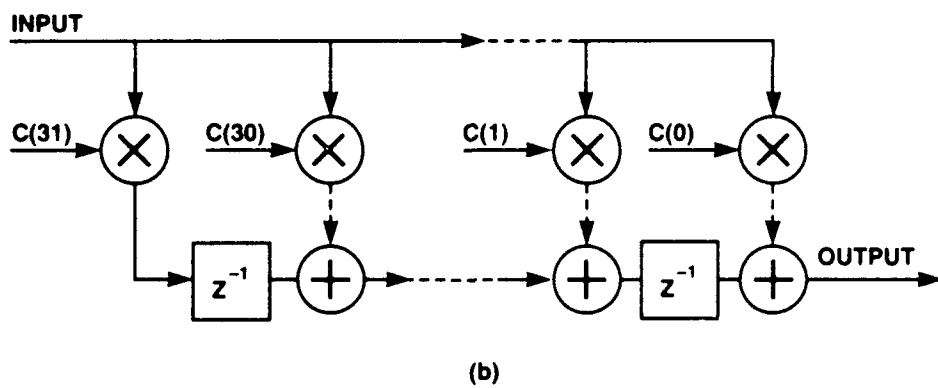 INPUT
C(31) C(30) C(1) C(0)
z⁻¹ z⁻¹ OUTPUT
(b)